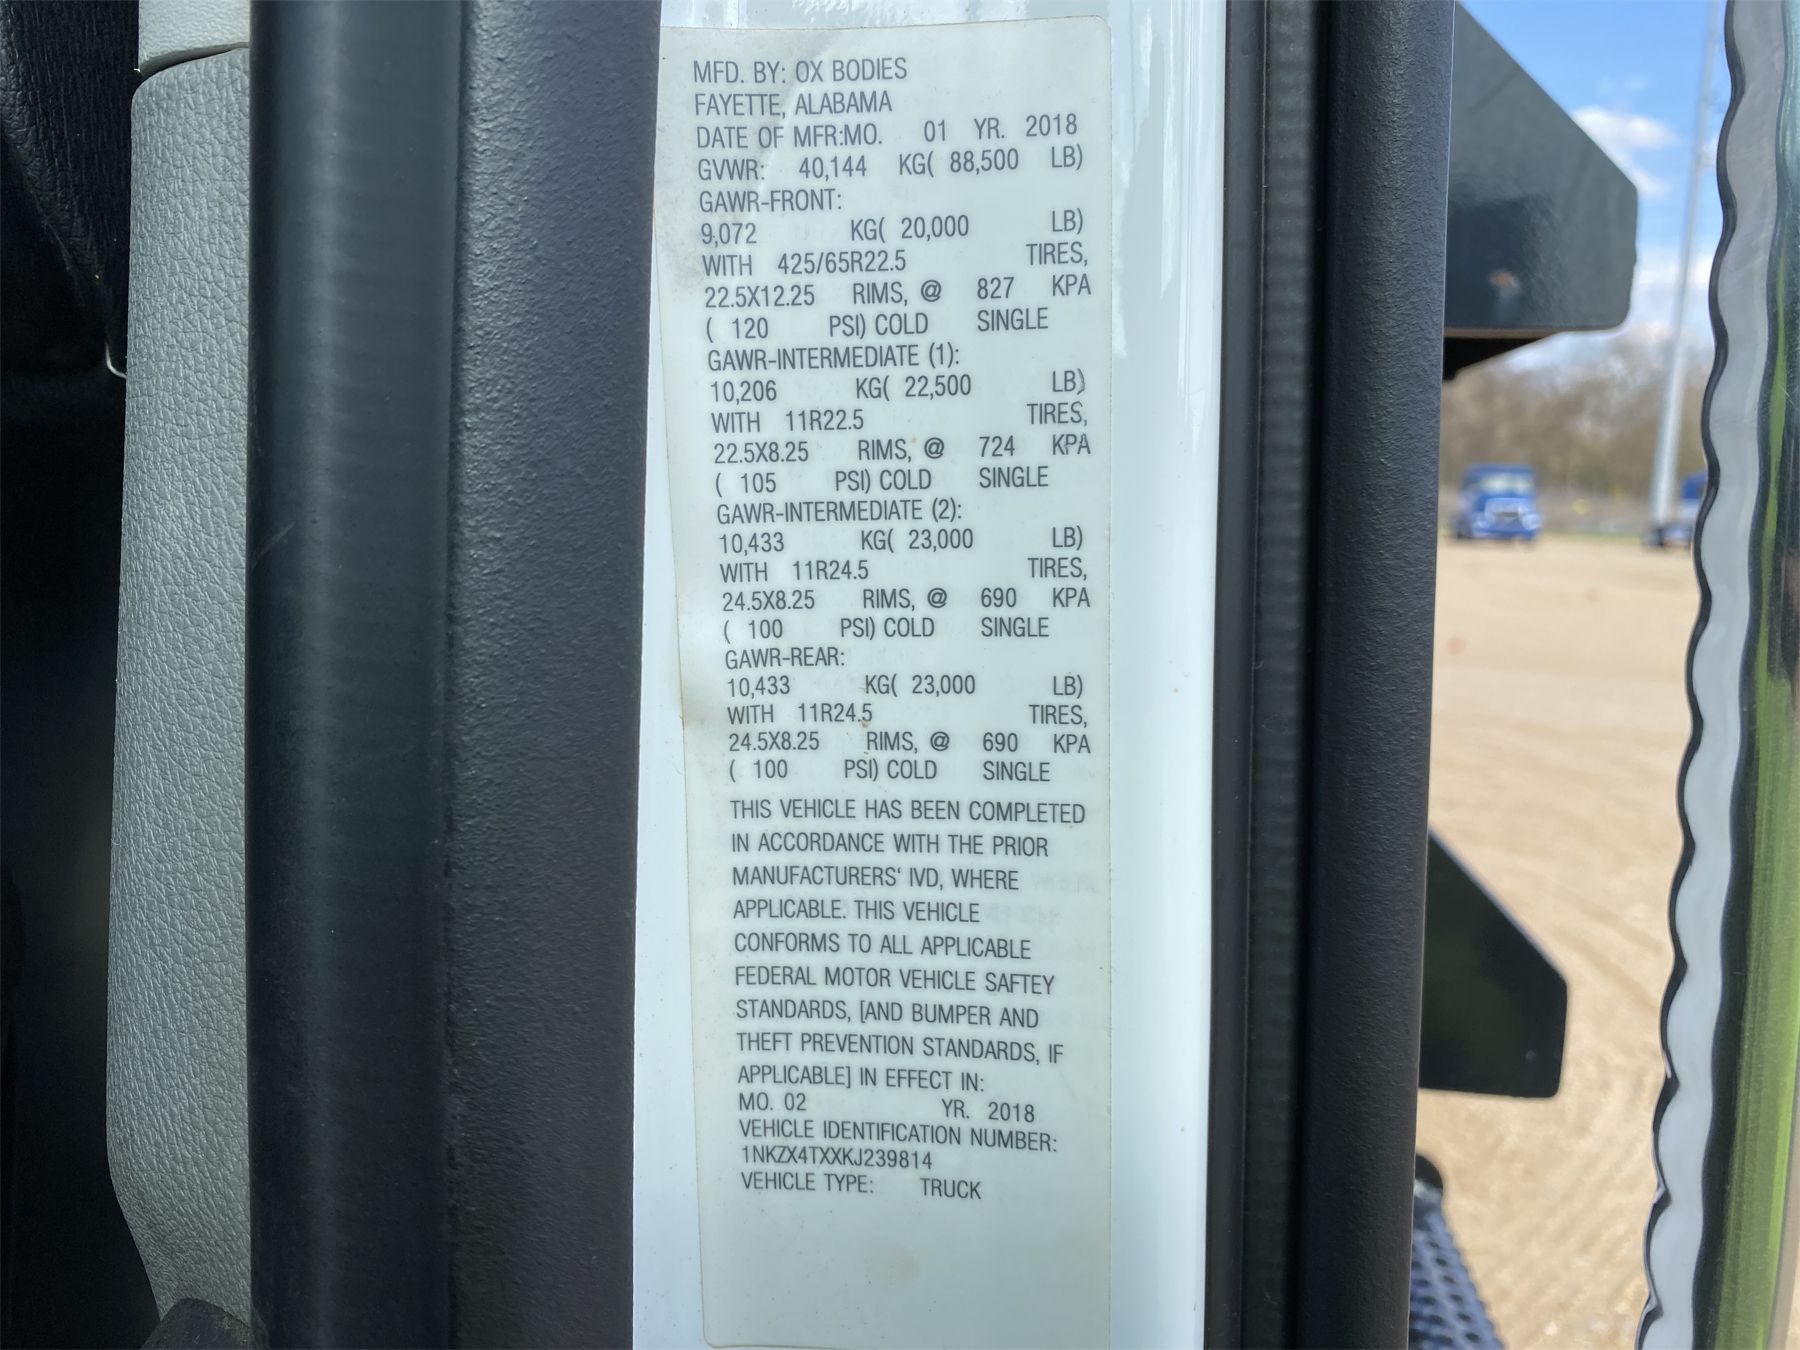 MFD. BY: OX BODIES
FAYETTE, ALABAMA
DATE OF MFR:MO. 01 YR. 2018
GVWR: 40,144 KG( 88,500 LB)
GAWR-FRONT:
9,072 KG( 20,000 LB)
WITH 425/65R22.5 TIRES,
22.5X12.25 RIMS, @ 827 KPA
( 120 PSI) COLD SINGLE
GAWR-INTERMEDIATE (1):
10,206 KG( 22,500 LB)
WITH 11R22.5 TIRES,
22.5X8.25 RIMS, @ 724 KPA
( 105 PSI) COLD SINGLE
GAWR-INTERMEDIATE (2):
10,433 KG( 23,000 LB)
WITH 11R24.5 TIRES,
24.5X8.25 RIMS, @ 690 KPA
( 100 PSI) COLD SINGLE
GAWR-REAR:
10,433 KG( 23,000 LB)
WITH 11R24.5 TIRES,
24.5X8.25 RIMS, @ 690 KPA
( 100 PSI) COLD SINGLE
THIS VEHICLE HAS BEEN COMPLETED
IN ACCORDANCE WITH THE PRIOR
MANUFACTURERS' IVD, WHERE
APPLICABLE. THIS VEHICLE
CONFORMS TO ALL APPLICABLE
FEDERAL MOTOR VEHICLE SAFTEY
STANDARDS, [AND BUMPER AND
THEFT PREVENTION STANDARDS, IF
APPLICABLE] IN EFFECT IN:
MO. 02 YR. 2018
VEHICLE IDENTIFICATION NUMBER:
1NKZX4TXXKJ239814
VEHICLE TYPE: TRUCK